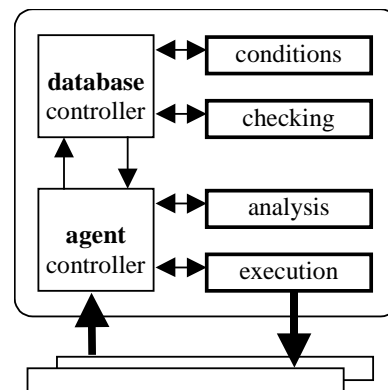 conditions
database
controller
checking
analysis
agent
controller
execution